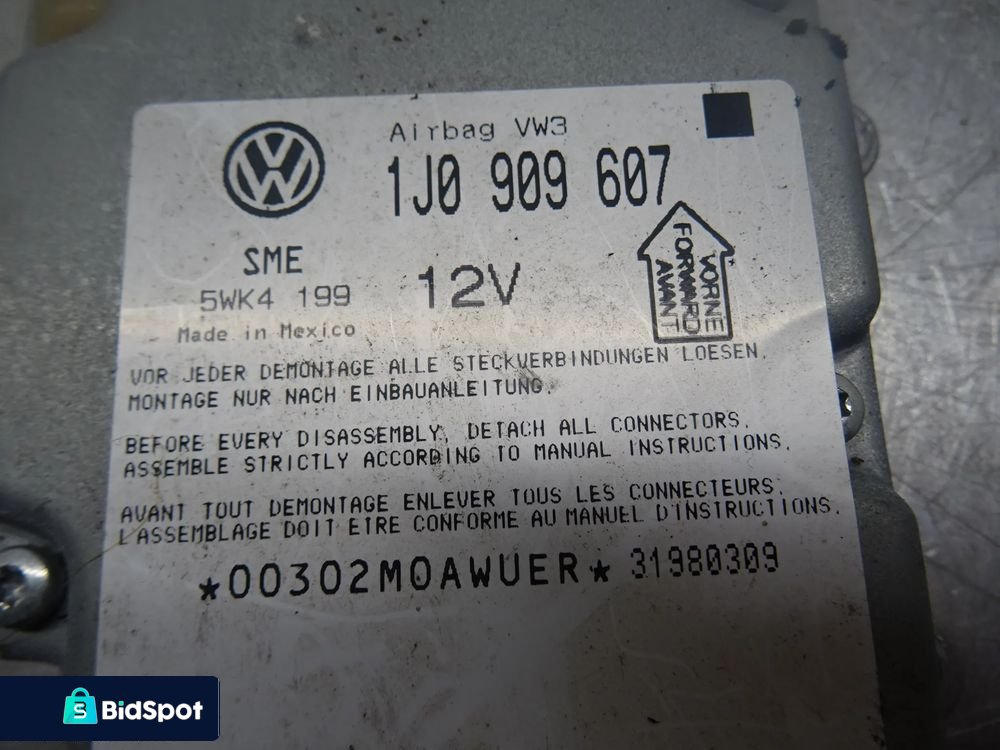 Airbag VW3
1J0 909 607
SME
12V
VORNE
FORWARD
AVANT
5WK4 199
Made in Mexico
VOR JEDER DEMONTAGE ALLE STECKVERBINDUNGEN LOESEN.
MONTAGE NUR NACH EINBAUANLEITUNG.
BEFORE EVERY DISASSEMBLY, DETACH ALL CONNECTORS.
ASSEMBLE STRICTLY ACCORDING TO MANUAL INSTRUCTIONS.
AVANT TOUT DEMONTAGE ENLEVER TOUS LES CONNECTEURS.
L'ASSEMBLAGE DOIT ETRE CONFORME AU MANUEL D'INSTRUCTIONS.
*00302M0AWUER* 31980309
BidSpot